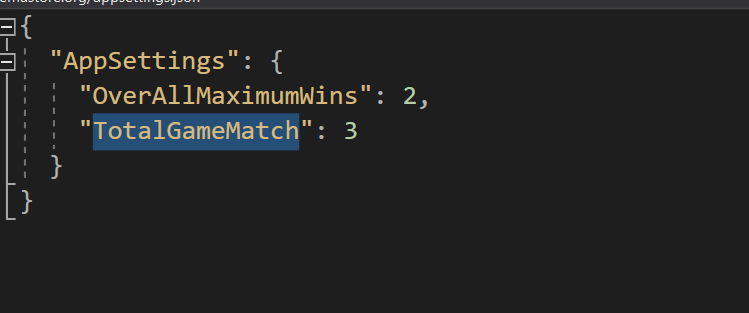 {
"AppSettings": {
"OverAllMaximumWins": 2,
"TotalGameMatch": 3
}
}